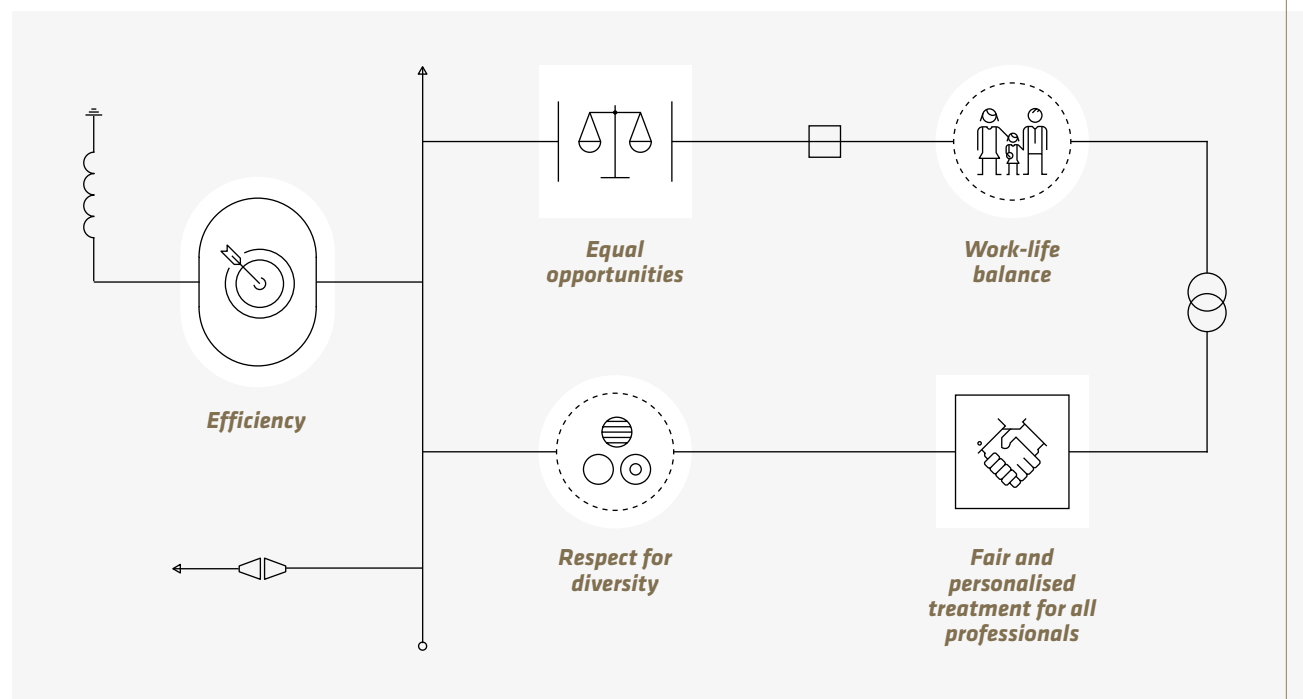 Equal
opportunities
Work-life
balance
Efficiency
Respect for
diversity
Fair and
personalised
treatment for all
professionals